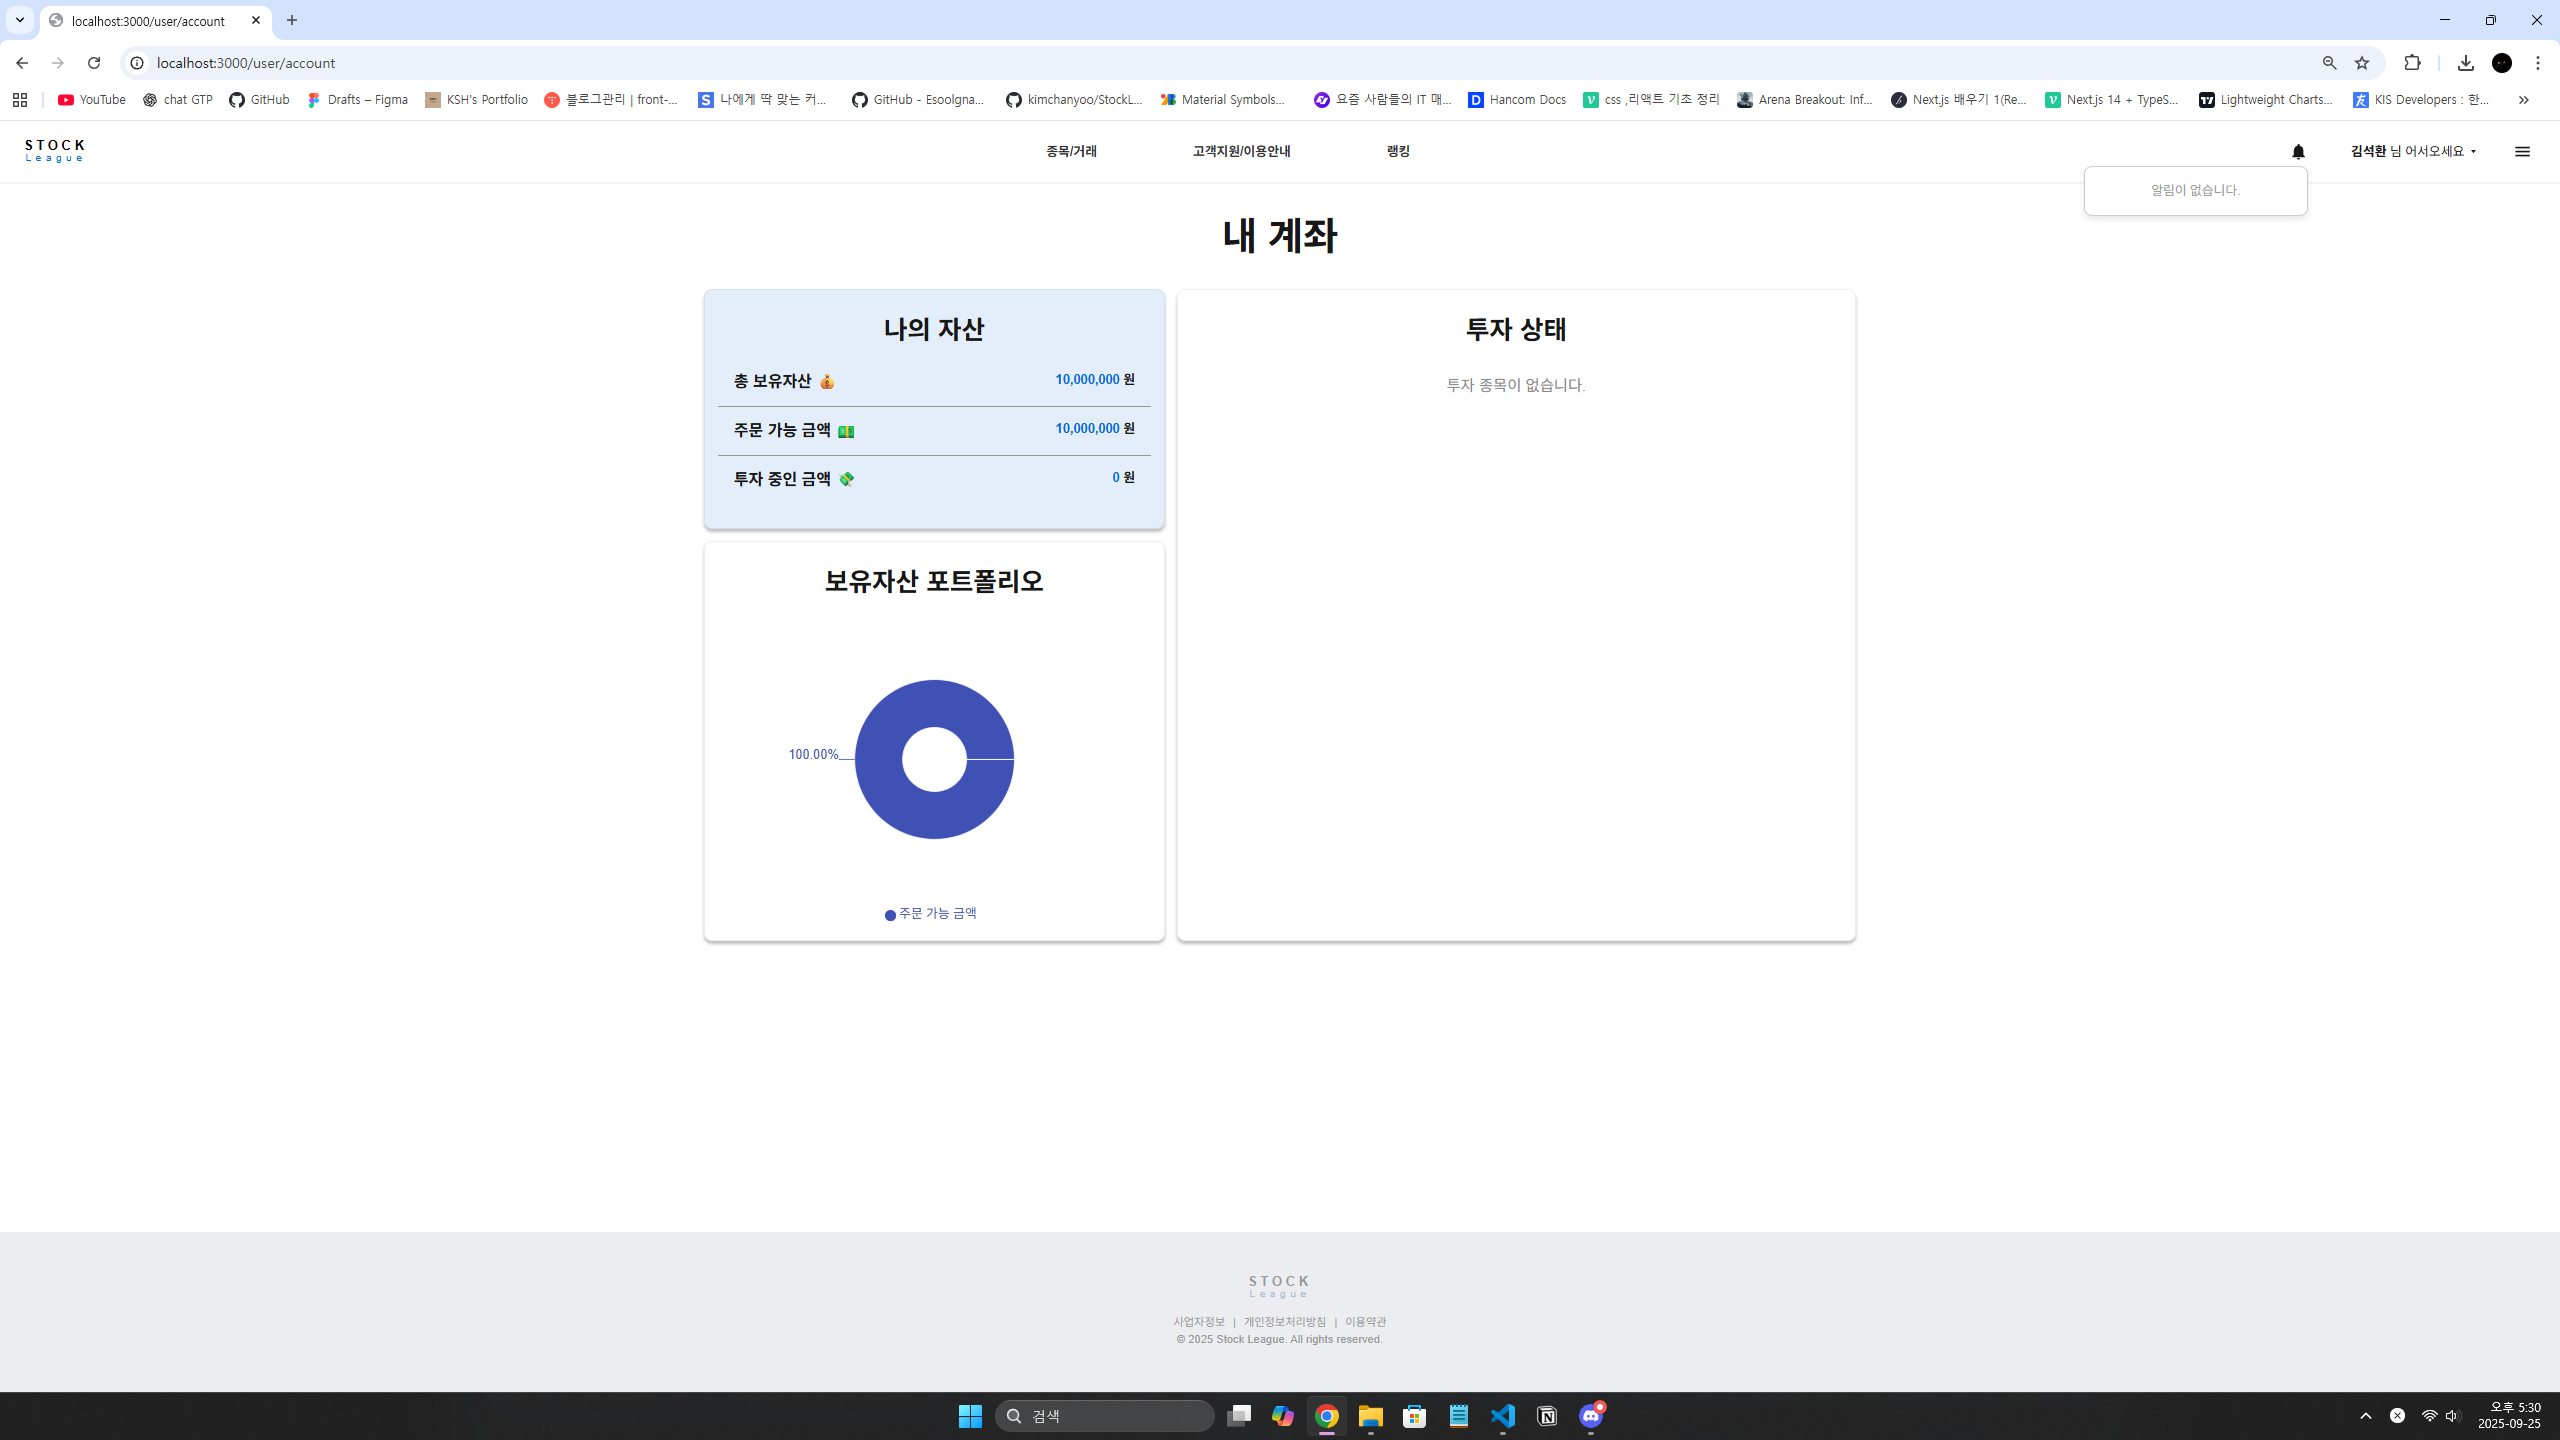 localhost:3000/user/account
localhost:3000/user/account
YouTube
chat GTP
GitHub
Drafts – Figma
KSH's Portfolio
블로그관리 | front-...
나에게 딱 맞는 커...
GitHub - Esoolgna...
kimchanyoo/StockL...
Material Symbols...
요즘 사람들의 IT 매...
Hancom Docs
css ,리액트 기초 정리
Arena Breakout: Inf...
Next.js 배우기 1(Re...
Next.js 14 + TypeS...
Lightweight Charts...
KIS Developers : 한...
STOCK
League
종목/거래
고객지원/이용안내
랭킹
김석환 님 어서오세요
알림이 없습니다.
내 계좌
나의 자산
총 보유자산 💰 10,000,000 원
주문 가능 금액 💵 10,000,000 원
투자 중인 금액 💸 0 원
투자 상태
투자 종목이 없습니다.
보유자산 포트폴리오
100.00%
주문 가능 금액
STOCK
League
사업자정보 | 개인정보처리방침 | 이용약관
© 2025 Stock League. All rights reserved.
검색
오후 5:30
2025-09-25